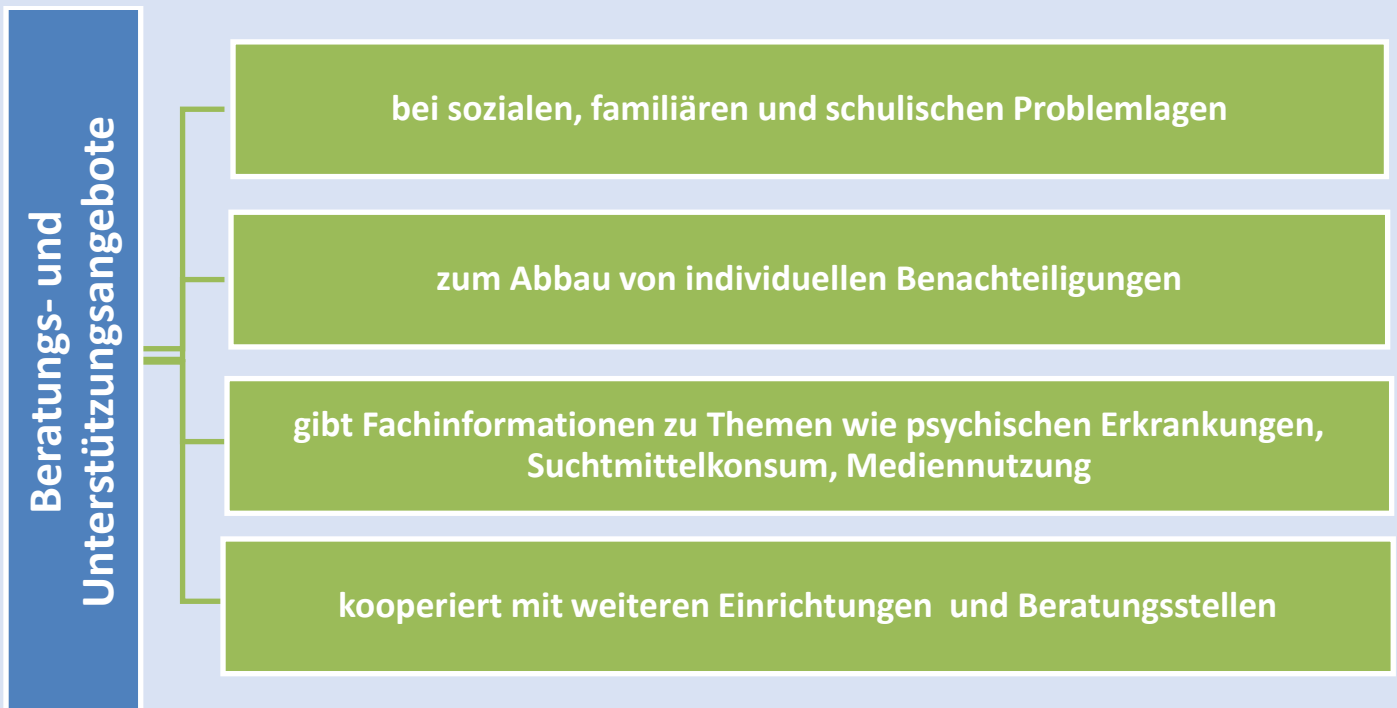 Beratungs- und
Unterstützungsangebote
bei sozialen, familiären und schulischen Problemlagen
zum Abbau von individuellen Benachteiligungen
gibt Fachinformationen zu Themen wie psychischen Erkrankungen,
Suchtmittelkonsum, Mediennutzung
kooperiert mit weiteren Einrichtungen  und Beratungsstellen